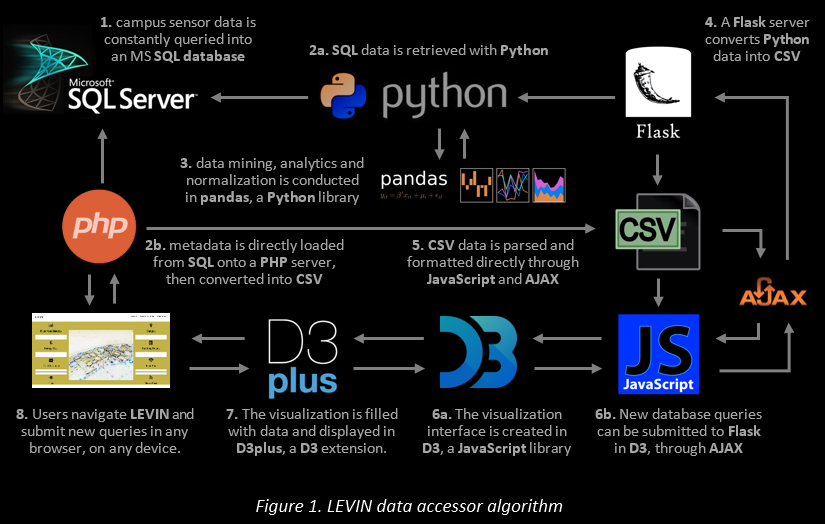 1. campus sensor data is
constantly queried into
an MS SQL database
Microsoft®
SQL Server™
2a. SQL data is retrieved with Python
python
4. A Flask server
converts Python
data into CSV
Flask
3. data mining, analytics and
normalization is conducted
in pandas, a Python library
pandas
php
2b. metadata is directly loaded
from SQL onto a PHP server,
then converted into CSV
5. CSV data is parsed and
formatted directly through
JavaScript and AJAX
CSV
AJAX
D3
plus
D3
JS
JavaScript
8. Users navigate LEVIN and
submit new queries in any
browser, on any device.
7. The visualization is filled
with data and displayed in
D3plus, a D3 extension.
6a. The visualization
interface is created in
D3, a JavaScript library
6b. New database queries
can be submitted to Flask
in D3, through AJAX
Figure 1. LEVIN data accessor algorithm